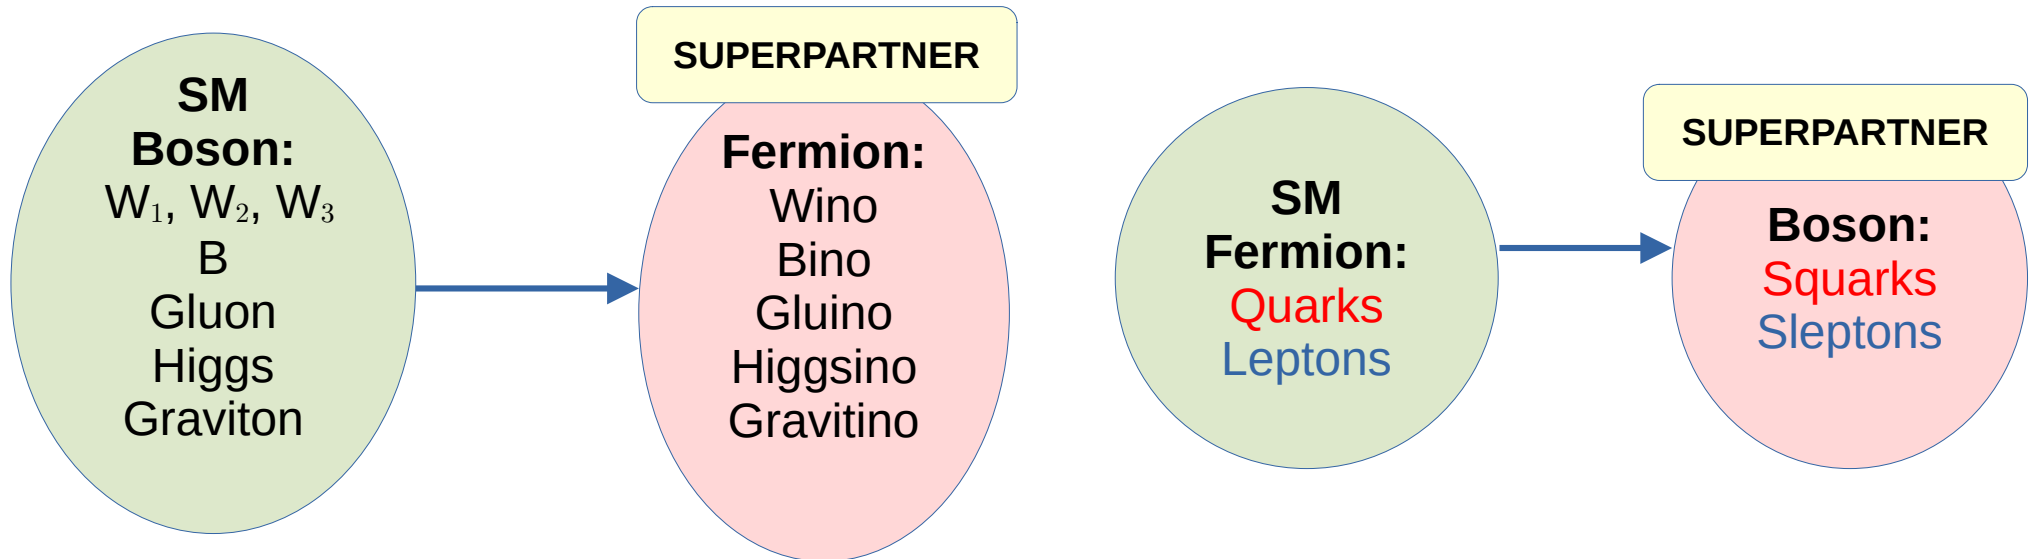 SM
Boson:
W₁, W₂, W₃
B
Gluon
Higgs
Graviton
SUPERPARTNER
Fermion:
Wino
Bino
Gluino
Higgsino
Gravitino
SM
Fermion:
Quarks
Leptons
SUPERPARTNER
Boson:
Squarks
Sleptons